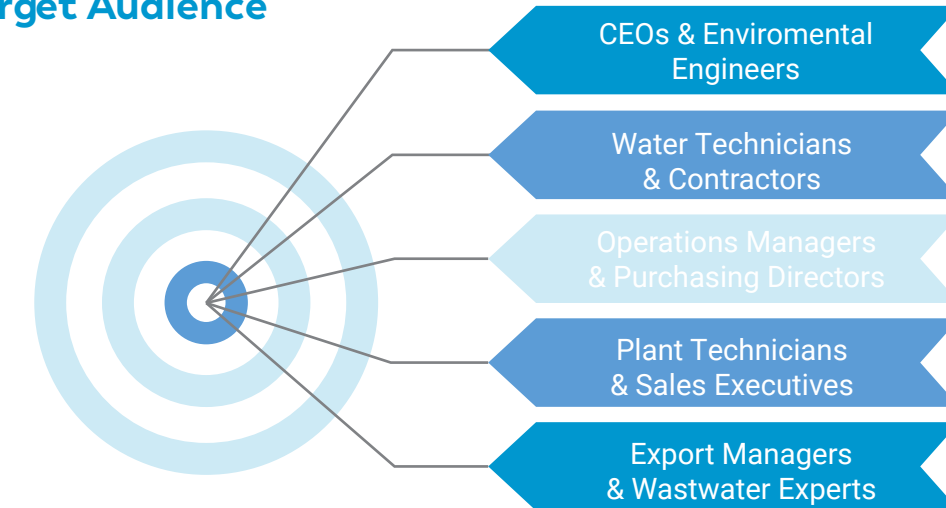 rget Audience
CEOs & Enviromental
Engineers
Water Technicians
& Contractors
Operations Managers
& Purchasing Directors
Plant Technicians
& Sales Executives
Export Managers
& Wastwater Experts